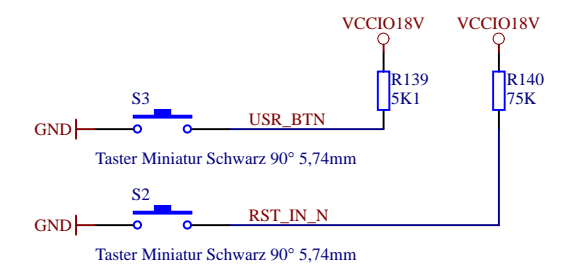 VCCIO18V
VCCIO18V
R139
5K1
R140
75K
S3
USR_BTN
GND
Taster Miniatur Schwarz 90° 5,74mm
S2
RST_IN_N
GND
Taster Miniatur Schwarz 90° 5,74mm